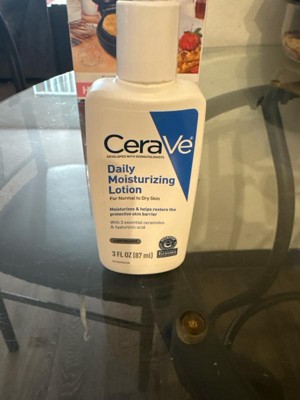 CeraVe
DEVELOPED WITH DERMATOLOGISTS
Daily
Moisturizing
Lotion
For Normal to Dry Skin
Moisturizes & helps restore the
protective skin barrier
With 3 essential ceramides
& hyaluronic acid
3 FL OZ (87 ml)